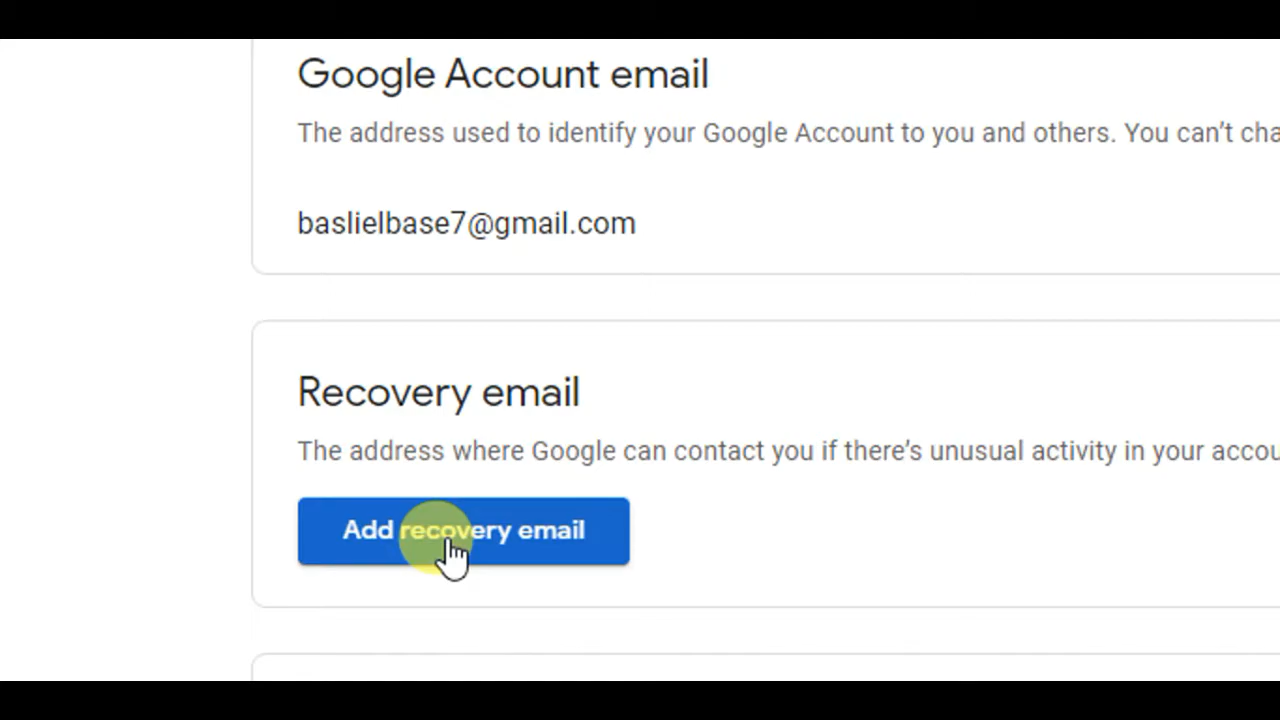 Google Account email
The address used to identify your Google Account to you and others. You can’t cha
baslielbase7@gmail.com
Recovery email
The address where Google can contact you if there’s unusual activity in your accou
Add recovery email